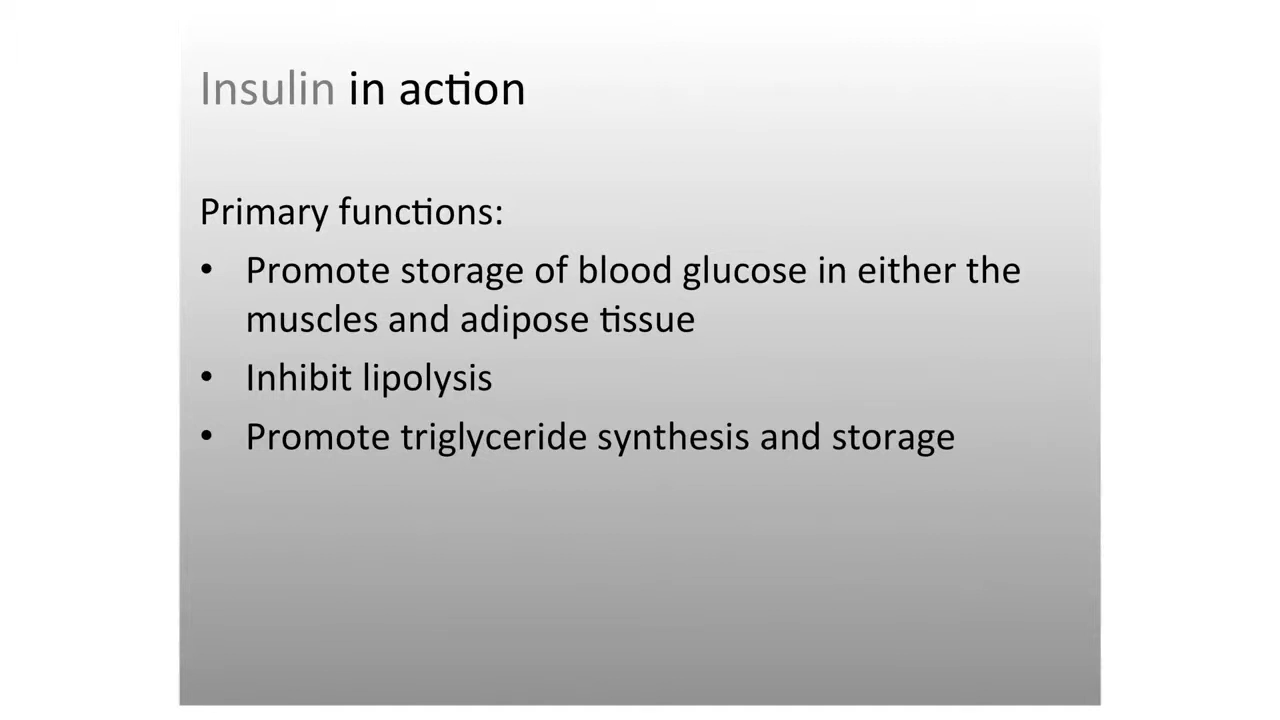 Insulin in action
Primary functions:
• Promote storage of blood glucose in either the
muscles and adipose tissue
• Inhibit lipolysis
• Promote triglyceride synthesis and storage